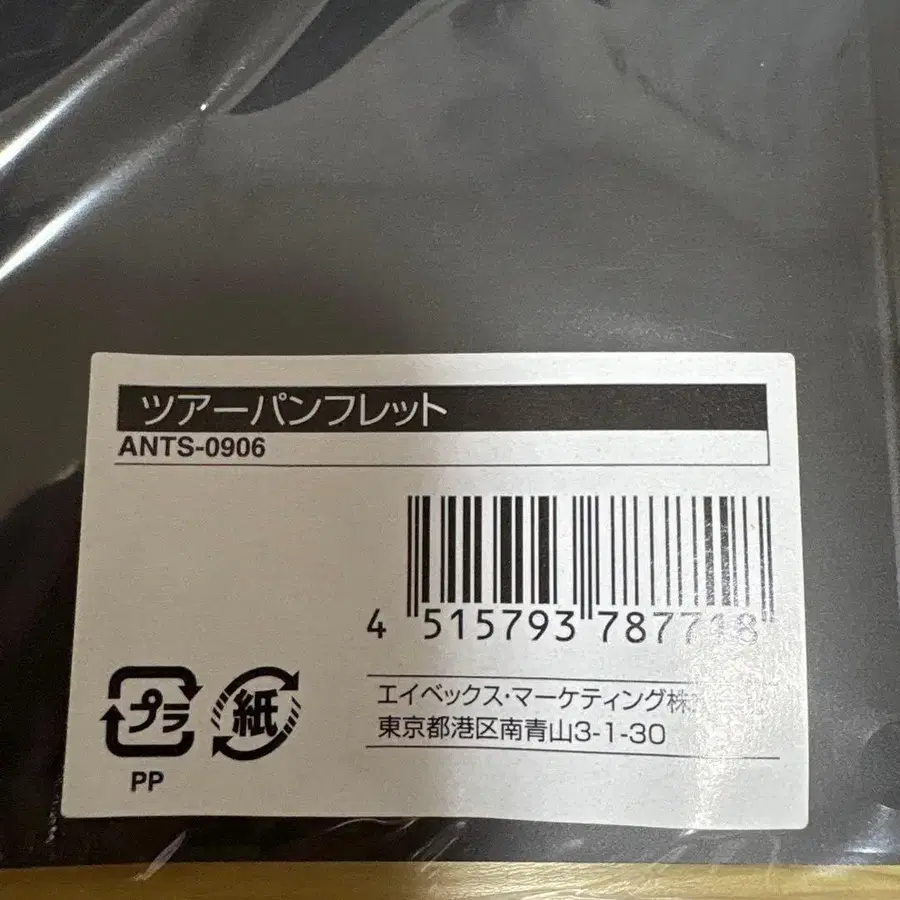 ツアーパンフレット
ANTS-0906
4 515793 787718
プラ
紙
PP
エイベックス・マーケティング株
東京都港区南青山3-1-30